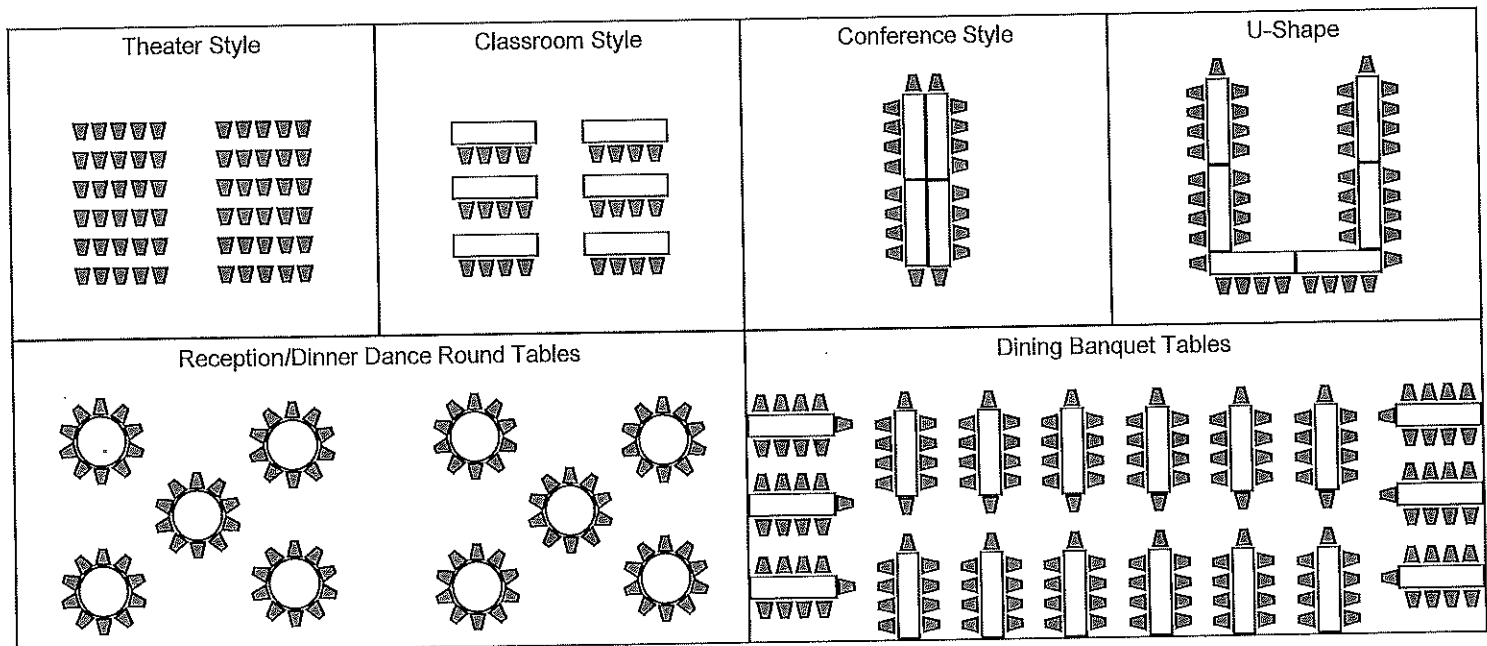 Theater Style
Classroom Style
Conference Style
U-Shape
Reception/Dinner Dance Round Tables
Dining Banquet Tables